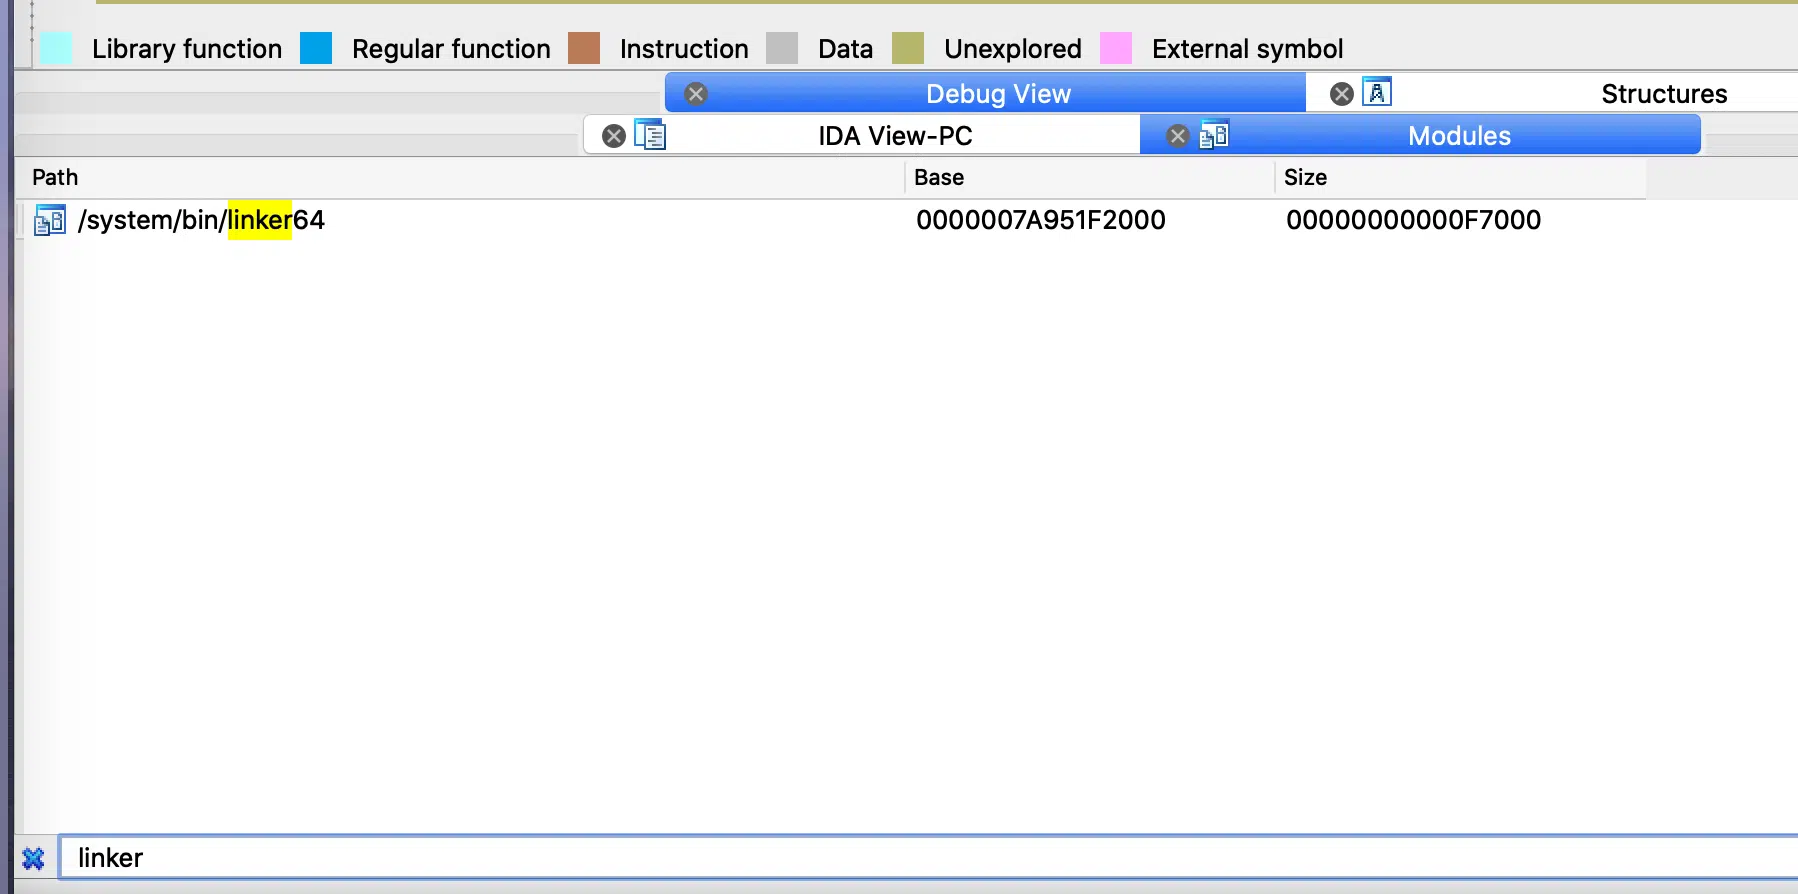 Library function Regular function Instruction Data Unexplored External symbol
Debug View Structures
IDA View-PC Modules
Path Base Size
/system/bin/linker64 0000007A951F2000 00000000000F7000
linker